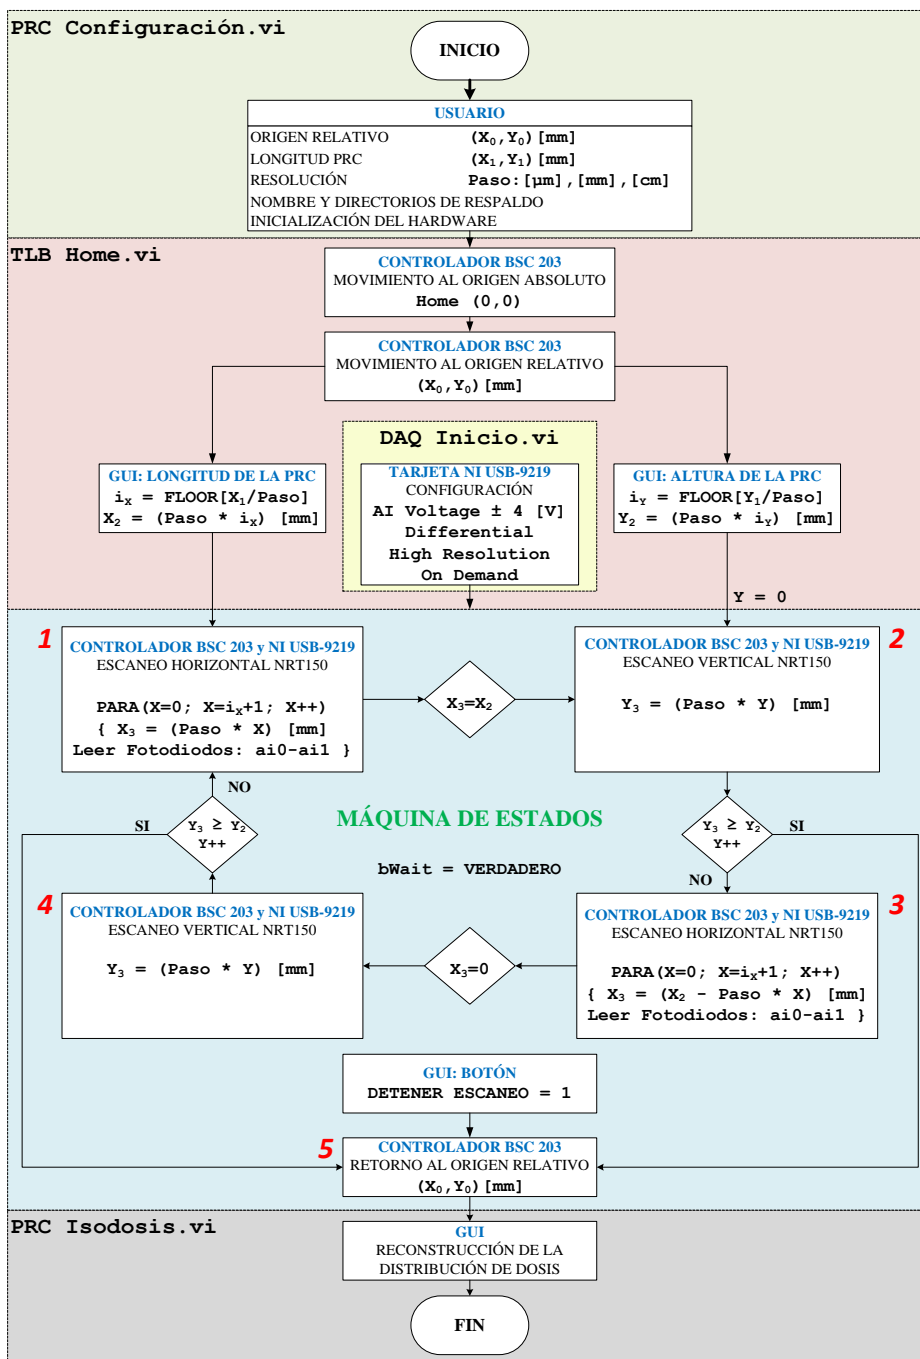 PRC Configuración.vi
INICIO
USUARIO
ORIGEN RELATIVO (X₀,Y₀)[mm]
LONGITUD PRC (X₁,Y₁)[mm]
RESOLUCIÓN Paso:[µm],[mm],[cm]
NOMBRE Y DIRECTORIOS DE RESPALDO
INICIALIZACIÓN DEL HARDWARE
TLB Home.vi
CONTROLADOR BSC 203
MOVIMIENTO AL ORIGEN ABSOLUTO
Home (0,0)
CONTROLADOR BSC 203
MOVIMIENTO AL ORIGEN RELATIVO
(X₀,Y₀)[mm]
GUI: LONGITUD DE LA PRC
iₓ = FLOOR[X₁/Paso]
X₂ = (Paso * iₓ) [mm]
DAQ Inicio.vi
TARJETA NI USB-9219
CONFIGURACIÓN
AI Voltage ± 4 [V]
Differential
High Resolution
On Demand
GUI: ALTURA DE LA PRC
i_Y = FLOOR[Y₁/Paso]
Y₂ = (Paso * i_Y) [mm]
Y = 0
1
CONTROLADOR BSC 203 y NI USB-9219
ESCANEO HORIZONTAL NRT150
PARA(X=0; X=iₓ+1; X++)
{ X₃ = (Paso * X) [mm]
Leer Fotodiodos: ai0-ai1 }
X₃=X₂
2
CONTROLADOR BSC 203 y NI USB-9219
ESCANEO VERTICAL NRT150
Y₃ = (Paso * Y) [mm]
NO
SI
Y₃ ≥ Y₂
Y++
MÁQUINA DE ESTADOS
bWait = VERDADERO
Y₃ ≥ Y₂
Y++
SI
NO
4
CONTROLADOR BSC 203 y NI USB-9219
ESCANEO VERTICAL NRT150
Y₃ = (Paso * Y) [mm]
X₃=0
3
CONTROLADOR BSC 203 y NI USB-9219
ESCANEO HORIZONTAL NRT150
PARA(X=0; X=iₓ+1; X++)
{ X₃ = (X₂ - Paso * X) [mm]
Leer Fotodiodos: ai0-ai1 }
GUI: BOTÓN
DETENER ESCANEO = 1
5
CONTROLADOR BSC 203
RETORNO AL ORIGEN RELATIVO
(X₀,Y₀)[mm]
PRC Isodosis.vi
GUI
RECONSTRUCCIÓN DE LA
DISTRIBUCIÓN DE DOSIS
FIN